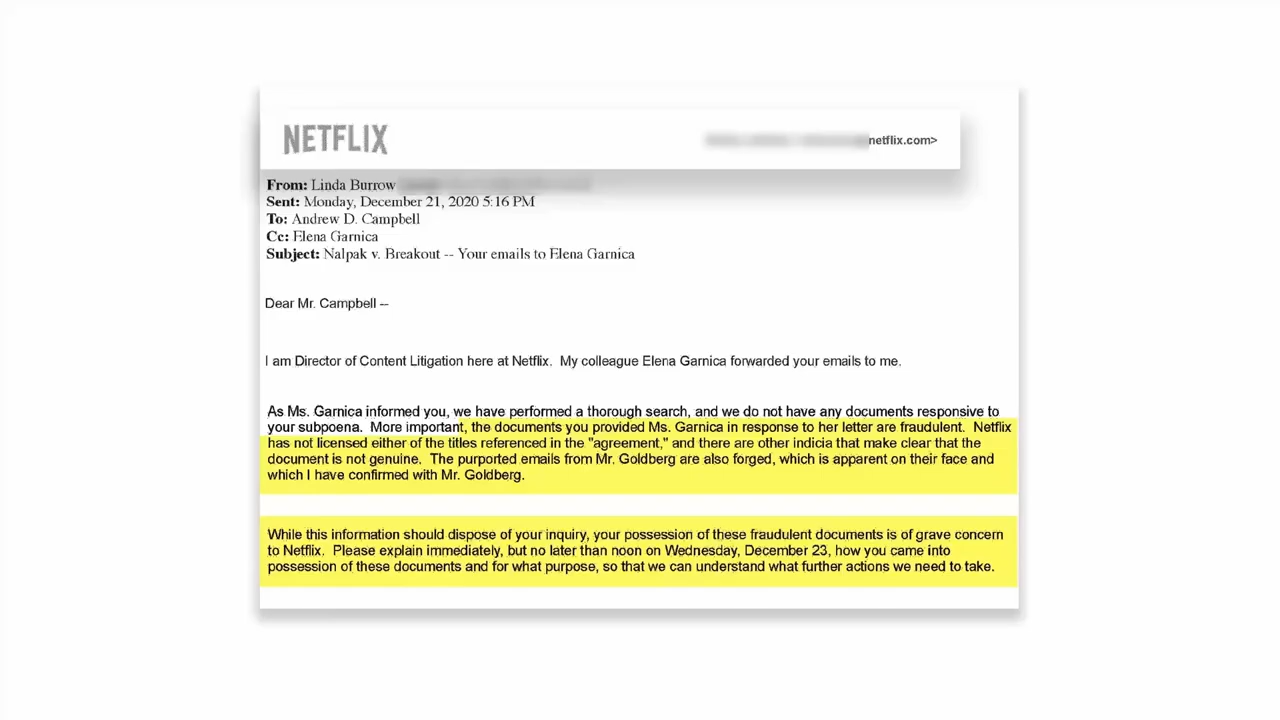 NETFLIX
netflix.com>
From: Linda Burrow
Sent: Monday, December 21, 2020 5:16 PM
To: Andrew D. Campbell
Cc: Elena Garnica
Subject: Nalpak v. Breakout -- Your emails to Elena Garnica
Dear Mr. Campbell --
I am Director of Content Litigation here at Netflix.  My colleague Elena Garnica forwarded your emails to me.
As Ms. Garnica informed you, we have performed a thorough search, and we do not have any documents responsive to
your subpoena.  More important, the documents you provided Ms. Garnica in response to her letter are fraudulent.  Netflix
has not licensed either of the titles referenced in the "agreement," and there are other indicia that make clear that the
document is not genuine.  The purported emails from Mr. Goldberg are also forged, which is apparent on their face and
which I have confirmed with Mr. Goldberg.
While this information should dispose of your inquiry, your possession of these fraudulent documents is of grave concern
to Netflix.  Please explain immediately, but no later than noon on Wednesday, December 23, how you came into
possession of these documents and for what purpose, so that we can understand what further actions we need to take.